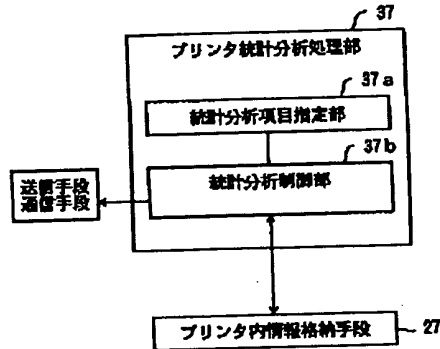 37
プリンタ統計分析処理部
37a
統計分析項目指定部
37b
統計分析制御部
送信手段
通信手段
プリンタ内情報格納手段
27